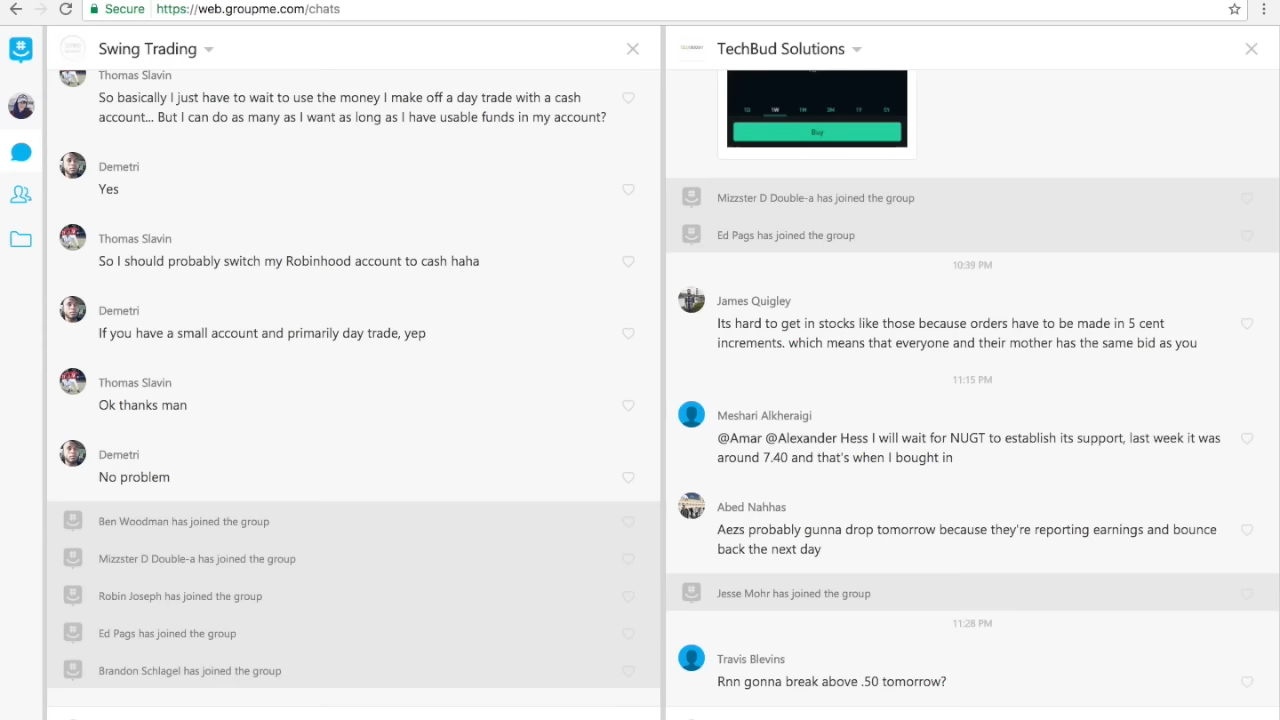 Secure https://web.groupme.com/chats
Swing Trading
Thomas Slavin
So basically I just have to wait to use the money I make off a day trade with a cash
account... But I can do as many as I want as long as I have usable funds in my account?
Demetri
Yes
Thomas Slavin
So I should probably switch my Robinhood account to cash haha
Demetri
If you have a small account and primarily day trade, yep
Thomas Slavin
Ok thanks man
Demetri
No problem
Ben Woodman has joined the group
Mizzster D Double-a has joined the group
Robin Joseph has joined the group
Ed Pags has joined the group
Brandon Schlagel has joined the group
TechBud Solutions
1D 1W 1M 3M 1Y 5Y
Buy
Mizzster D Double-a has joined the group
Ed Pags has joined the group
10:39 PM
James Quigley
Its hard to get in stocks like those because orders have to be made in 5 cent
increments. which means that everyone and their mother has the same bid as you
11:15 PM
Meshari Alkheraigi
@Amar @Alexander Hess I will wait for NUGT to establish its support, last week it was
around 7.40 and that's when I bought in
Abed Nahhas
Aezs probably gunna drop tomorrow because they're reporting earnings and bounce
back the next day
Jesse Mohr has joined the group
11:28 PM
Travis Blevins
Rnn gonna break above .50 tomorrow?